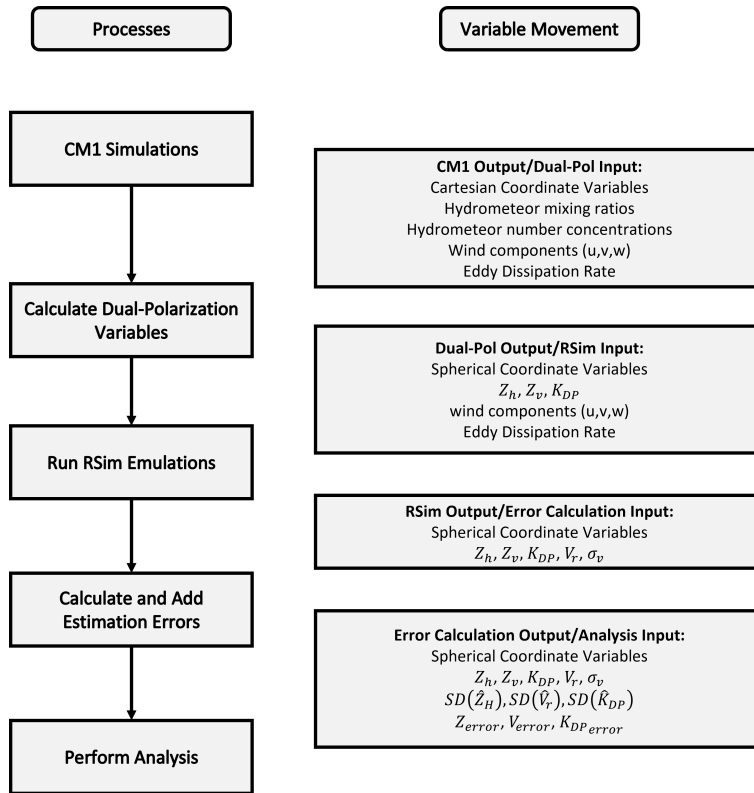 Processes
Variable Movement
CM1 Simulations
CM1 Output/Dual-Pol Input:
Cartesian Coordinate Variables
Hydrometeor mixing ratios
Hydrometeor number concentrations
Wind components (u,v,w)
Eddy Dissipation Rate
Calculate Dual-Polarization
Variables
Dual-Pol Output/RSim Input:
Spherical Coordinate Variables
Z_h, Z_v, K_DP
wind components (u,v,w)
Eddy Dissipation Rate
Run RSim Emulations
RSim Output/Error Calculation Input:
Spherical Coordinate Variables
Z_h, Z_v, K_DP, V_r, σ_v
Calculate and Add
Estimation Errors
Error Calculation Output/Analysis Input:
Spherical Coordinate Variables
Z_h, Z_v, K_DP, V_r, σ_v
SD(Ẑ_H), SD(V̂_r), SD(K̂_DP)
Z_error, V_error, K_DP_error
Perform Analysis